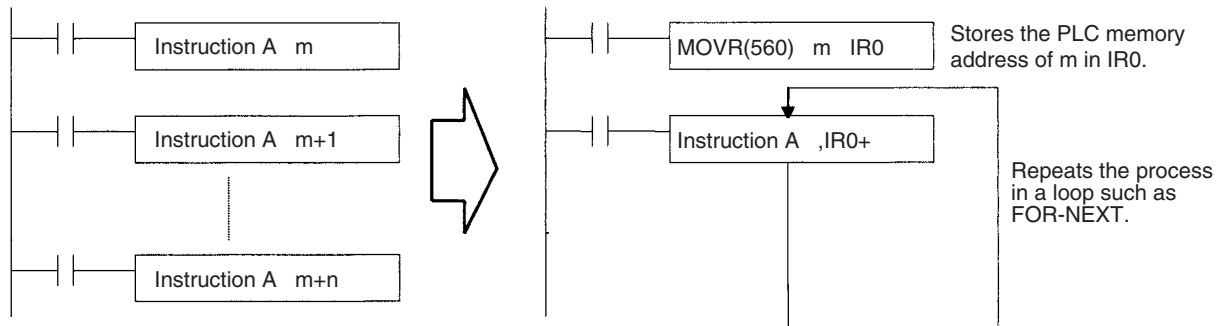 Instruction A m
Instruction A m+1
Instruction A m+n
MOVR(560) m IR0
Stores the PLC memory
address of m in IR0.
Instruction A ,IR0+
Repeats the process
in a loop such as
FOR-NEXT.